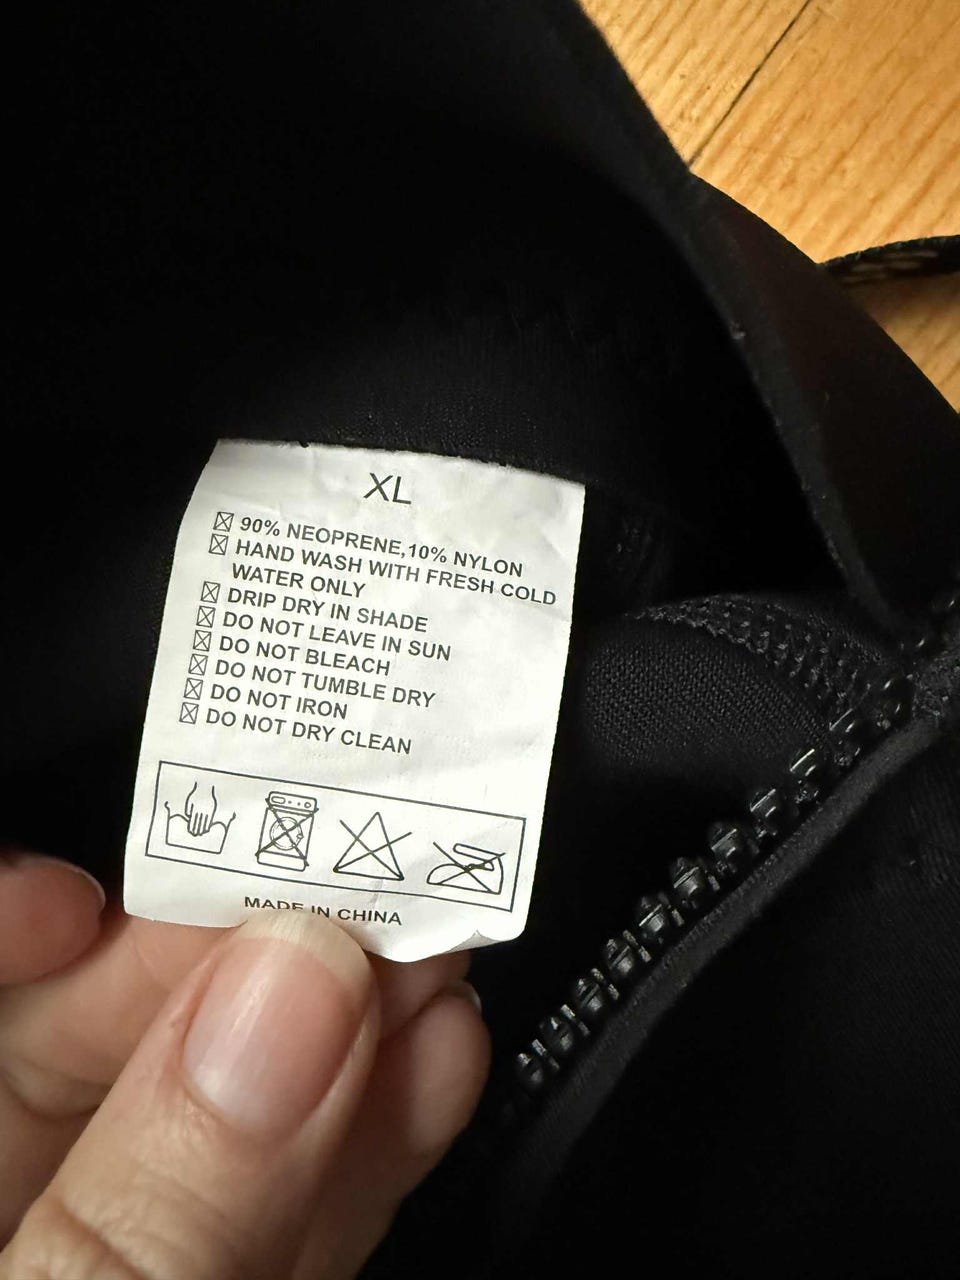 XL
☒ 90% NEOPRENE,10% NYLON
☒ HAND WASH WITH FRESH COLD
WATER ONLY
☒ DRIP DRY IN SHADE
☒ DO NOT LEAVE IN SUN
☒ DO NOT BLEACH
☒ DO NOT TUMBLE DRY
☒ DO NOT IRON
☒ DO NOT DRY CLEAN
MADE IN CHINA